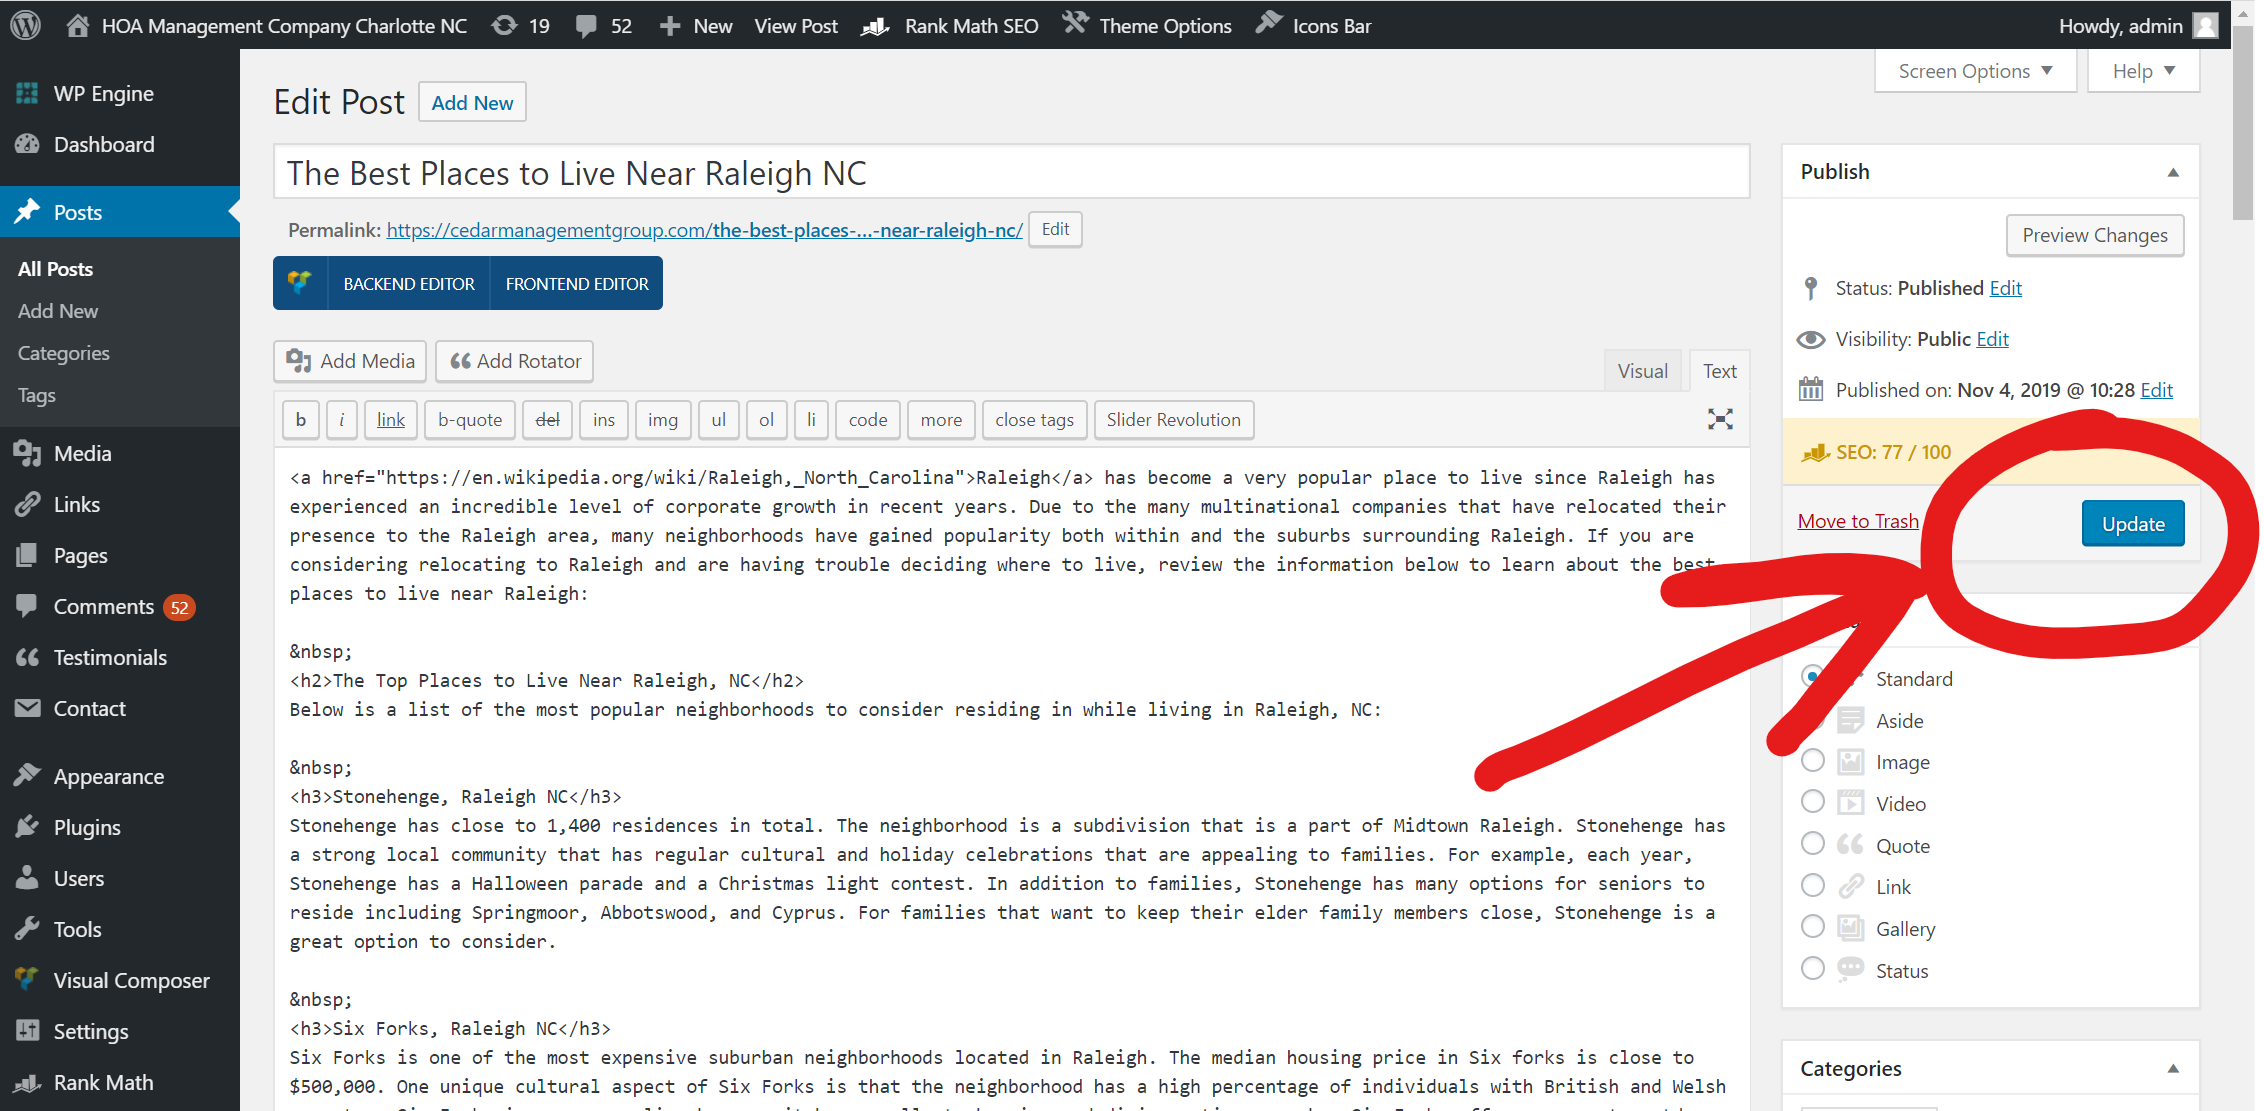 HOA Management Company Charlotte NC 19 52 New View Post Rank Math SEO Theme Options Icons Bar Howdy, admin
Screen Options Help
WP Engine
Dashboard
Posts
All Posts
Add New
Categories
Tags
Media
Links
Pages
Comments 52
Testimonials
Contact
Appearance
Plugins
Users
Tools
Visual Composer
Settings
Rank Math
Edit Post Add New
The Best Places to Live Near Raleigh NC
Permalink: https://cedarmanagementgroup.com/the-best-places-…-near-raleigh-nc/ Edit
BACKEND EDITOR FRONTEND EDITOR
Add Media Add Rotator
Visual Text
b i link b-quote del ins img ul ol li code more close tags Slider Revolution
<a href="https://en.wikipedia.org/wiki/Raleigh,_North_Carolina">Raleigh</a> has become a very popular place to live since Raleigh has
experienced an incredible level of corporate growth in recent years. Due to the many multinational companies that have relocated their
presence to the Raleigh area, many neighborhoods have gained popularity both within and the suburbs surrounding Raleigh. If you are
considering relocating to Raleigh and are having trouble deciding where to live, review the information below to learn about the best
places to live near Raleigh:
&nbsp;
<h2>The Top Places to Live Near Raleigh, NC</h2>
Below is a list of the most popular neighborhoods to consider residing in while living in Raleigh, NC:
&nbsp;
<h3>Stonehenge, Raleigh NC</h3>
Stonehenge has close to 1,400 residences in total. The neighborhood is a subdivision that is a part of Midtown Raleigh. Stonehenge has
a strong local community that has regular cultural and holiday celebrations that are appealing to families. For example, each year,
Stonehenge has a Halloween parade and a Christmas light contest. In addition to families, Stonehenge has many options for seniors to
reside including Springmoor, Abbotswood, and Cyprus. For families that want to keep their elder family members close, Stonehenge is a
great option to consider.
&nbsp;
<h3>Six Forks, Raleigh NC</h3>
Six Forks is one of the most expensive suburban neighborhoods located in Raleigh. The median housing price in Six forks is close to
$500,000. One unique cultural aspect of Six Forks is that the neighborhood has a high percentage of individuals with British and Welsh
Publish
Preview Changes
Status: Published Edit
Visibility: Public Edit
Published on: Nov 4, 2019 @ 10:28 Edit
SEO: 77 / 100
Move to Trash Update
Standard
Aside
Image
Video
Quote
Link
Gallery
Status
Categories